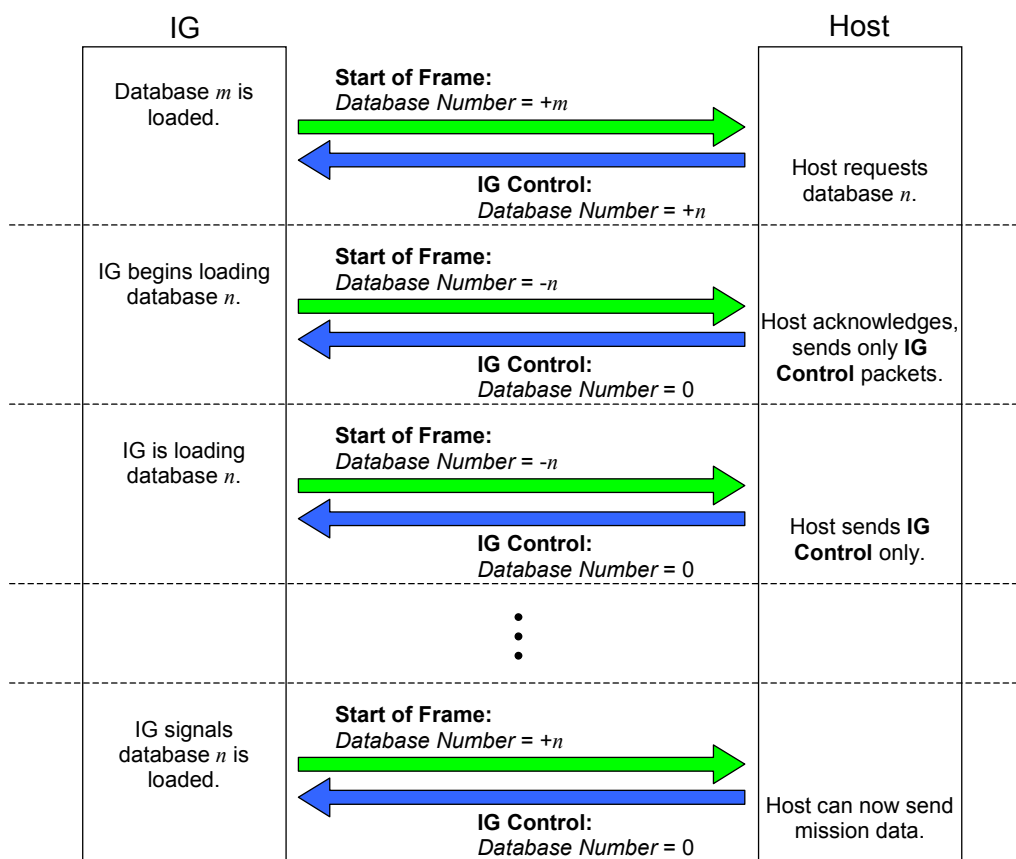 IG
Host
Database m is
loaded.
Start of Frame:
Database Number = +m
IG Control:
Database Number = +n
Host requests
database n.
IG begins loading
database n.
Start of Frame:
Database Number = -n
IG Control:
Database Number = 0
Host acknowledges,
sends only IG
Control packets.
IG is loading
database n.
Start of Frame:
Database Number = -n
IG Control:
Database Number = 0
Host sends IG
Control only.
IG signals
database n is
loaded.
Start of Frame:
Database Number = +n
IG Control:
Database Number = 0
Host can now send
mission data.